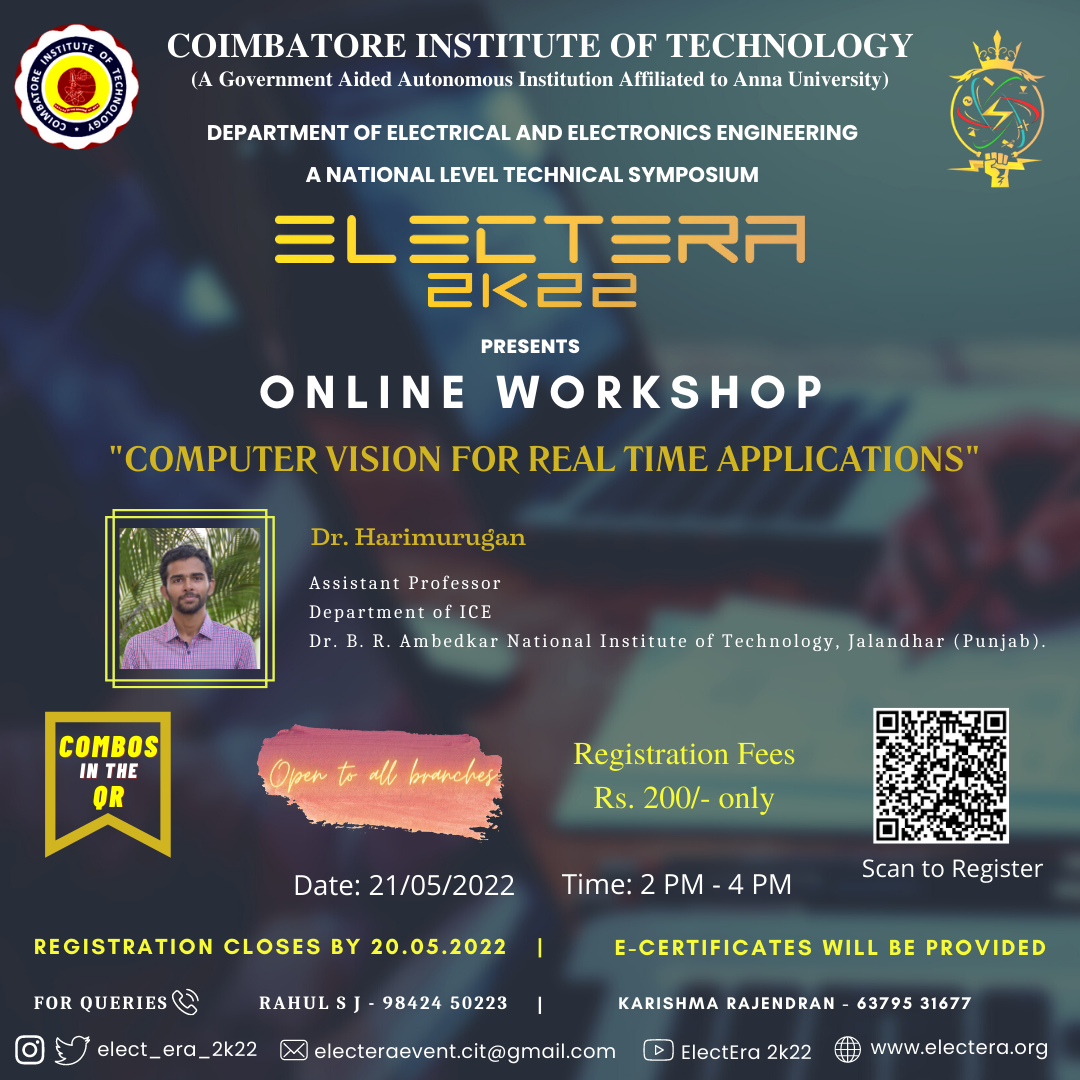 COIMBATORE INSTITUTE OF TECHNOLOGY
COIMBATORE INSTITUTE OF TECHNOLOGY
(A Government Aided Autonomous Institution Affiliated to Anna University)
DEPARTMENT OF ELECTRICAL AND ELECTRONICS ENGINEERING
A NATIONAL LEVEL TECHNICAL SYMPOSIUM
ELECTERA
2K22
PRESENTS
ONLINE WORKSHOP
"COMPUTER VISION FOR REAL TIME APPLICATIONS"
Dr. Harimurugan
Assistant Professor
Department of ICE
Dr. B. R. Ambedkar National Institute of Technology, Jalandhar (Punjab).
COMBOS
IN THE
QR
Open to all branches
Registration Fees
Rs. 200/- only
Scan to Register
Date: 21/05/2022
Time: 2 PM - 4 PM
REGISTRATION CLOSES BY 20.05.2022 | E-CERTIFICATES WILL BE PROVIDED
FOR QUERIES RAHUL S J - 98424 50223 | KARISHMA RAJENDRAN - 63795 31677
elect_era_2k22 electeraevent.cit@gmail.com ElectEra 2k22 www.electera.org